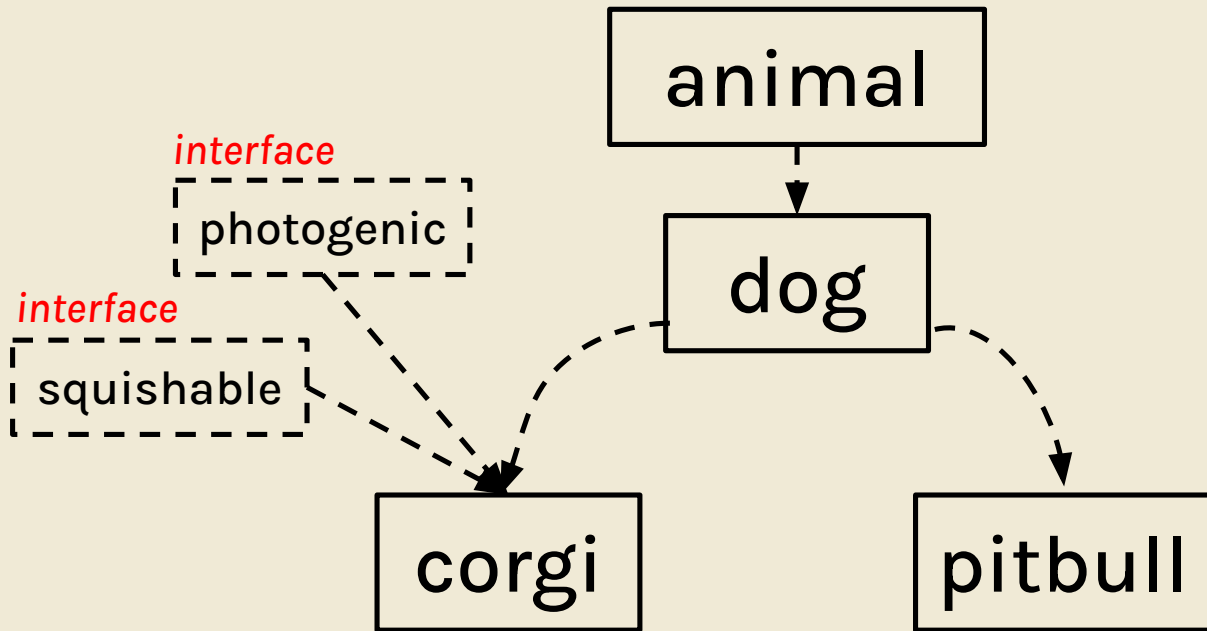 animal
interface
photogenic
dog
interface
squishable
corgi
pitbull